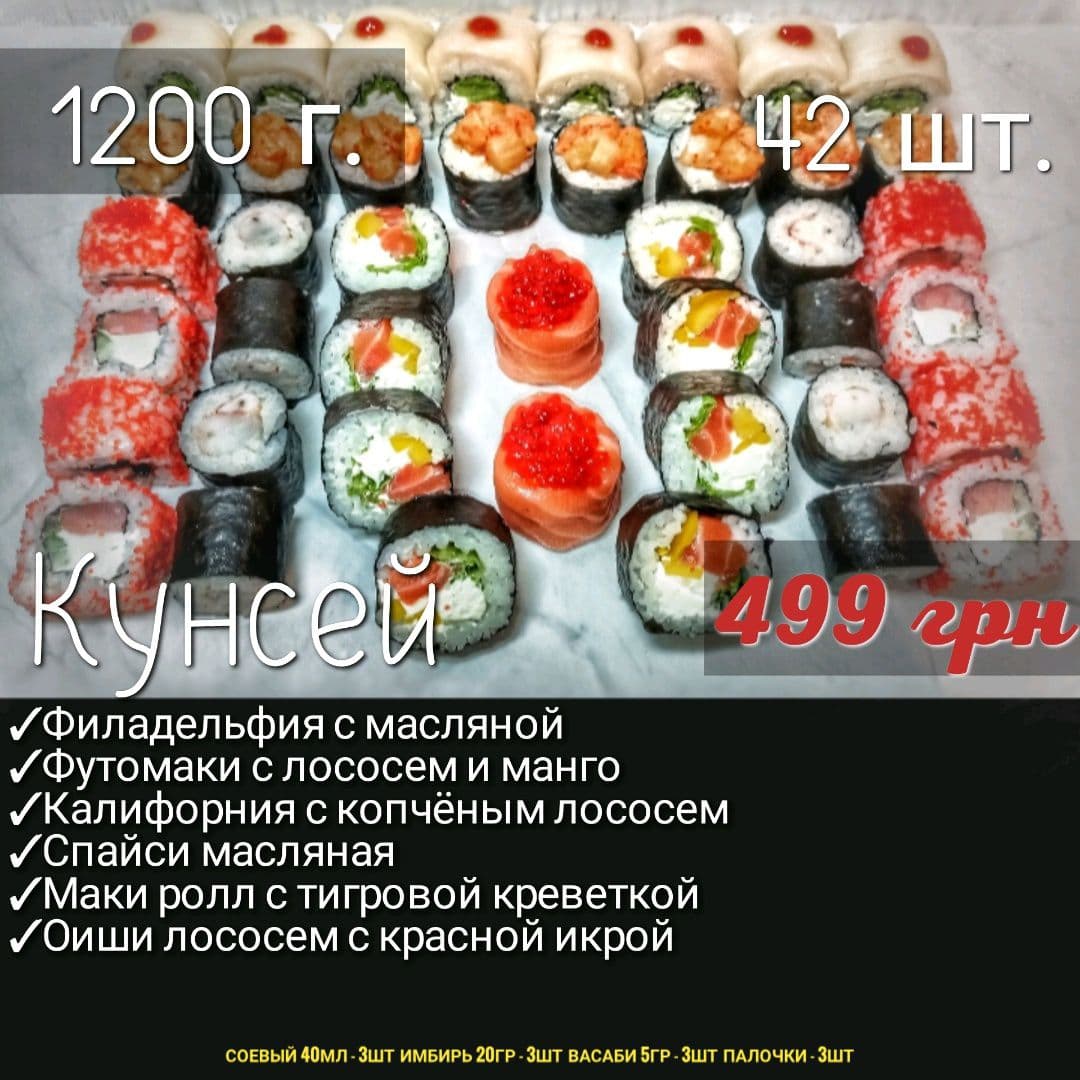 1200 г.
42 шт.
Кунсей
499 грн
✓Филадельфия с масляной
✓Футомаки с лососем и манго
✓Калифорния с копчёным лососем
✓Спайси масляная
✓Маки ролл с тигровой креветкой
✓Оиши лососем с красной икрой
СОЕВЫЙ 40МЛ - 3ШТ ИМБИРЬ 20ГР - 3ШТ ВАСАБИ 5ГР - 3ШТ ПАЛОЧКИ - 3ШТ